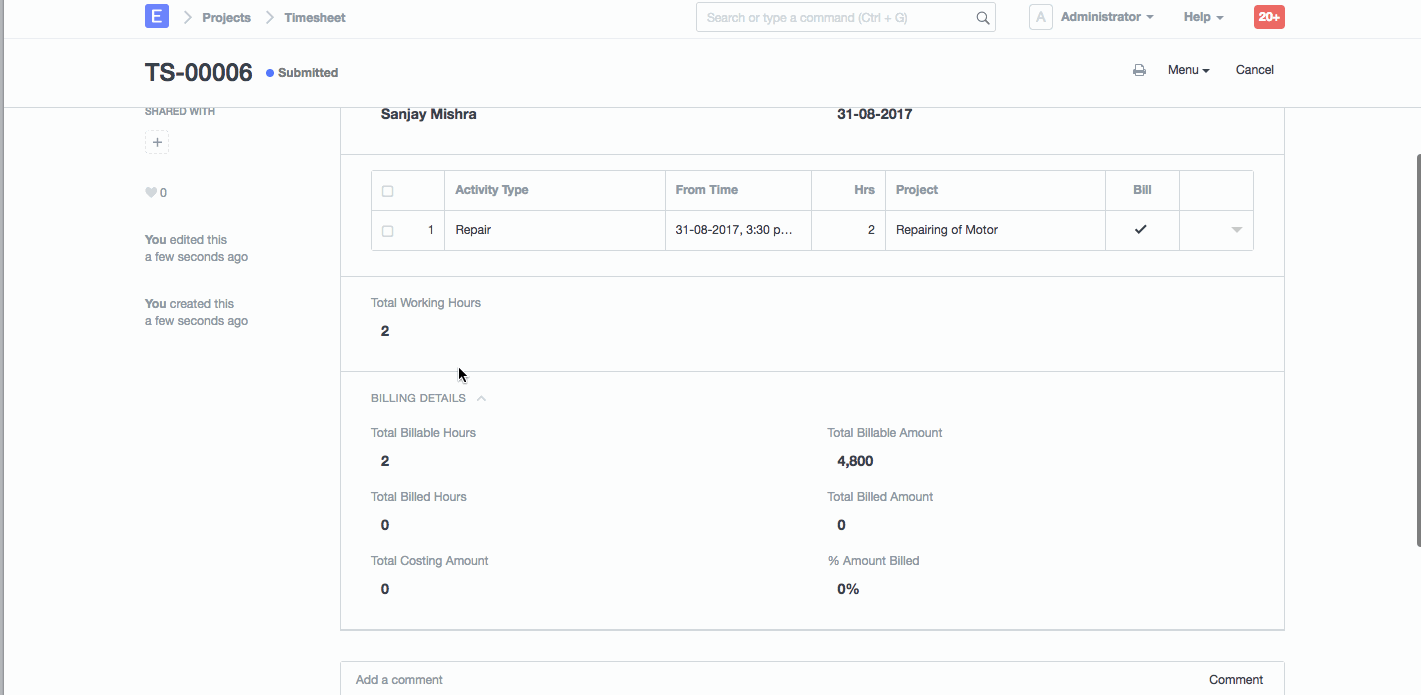 E Projects Timesheet Search or type a command (Ctrl + G) A Administrator Help 20+
TS-00006 Submitted Menu Cancel
SHARED WITH
+
0
You edited this
a few seconds ago
You created this
a few seconds ago
Sanjay Mishra 31-08-2017
Activity Type From Time Hrs Project Bill
1 Repair 31-08-2017, 3:30 p... 2 Repairing of Motor
Total Working Hours
2
BILLING DETAILS
Total Billable Hours Total Billable Amount
2 4,800
Total Billed Hours Total Billed Amount
0 0
Total Costing Amount % Amount Billed
0 0%
Add a comment Comment